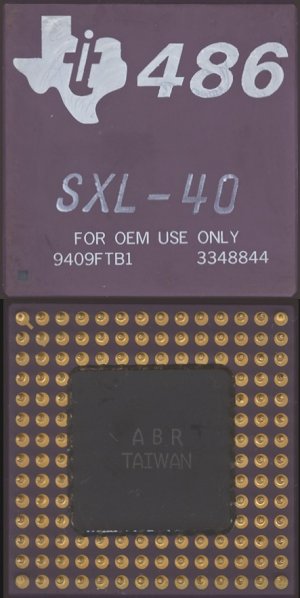 ti 486
SXL-40
FOR OEM USE ONLY
9409FTB1 3348844
ABR
TAIWAN